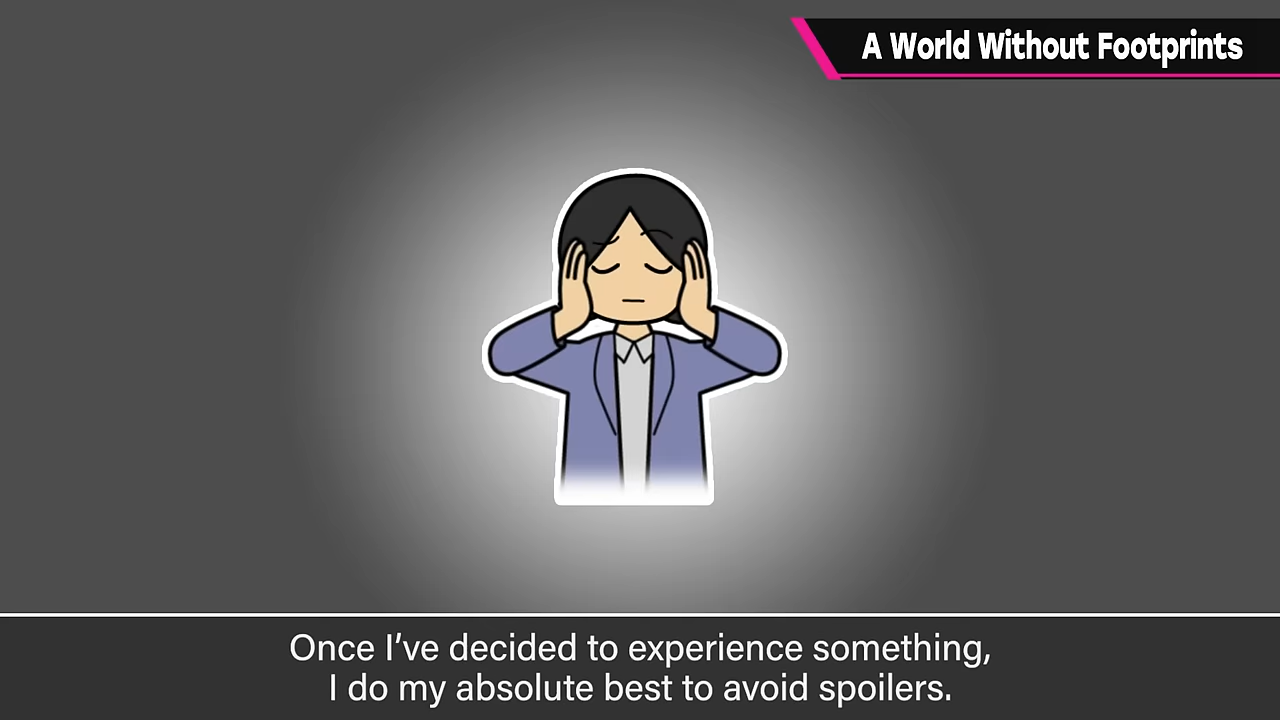 A World Without Footprints
Once I’ve decided to experience something,
I do my absolute best to avoid spoilers.